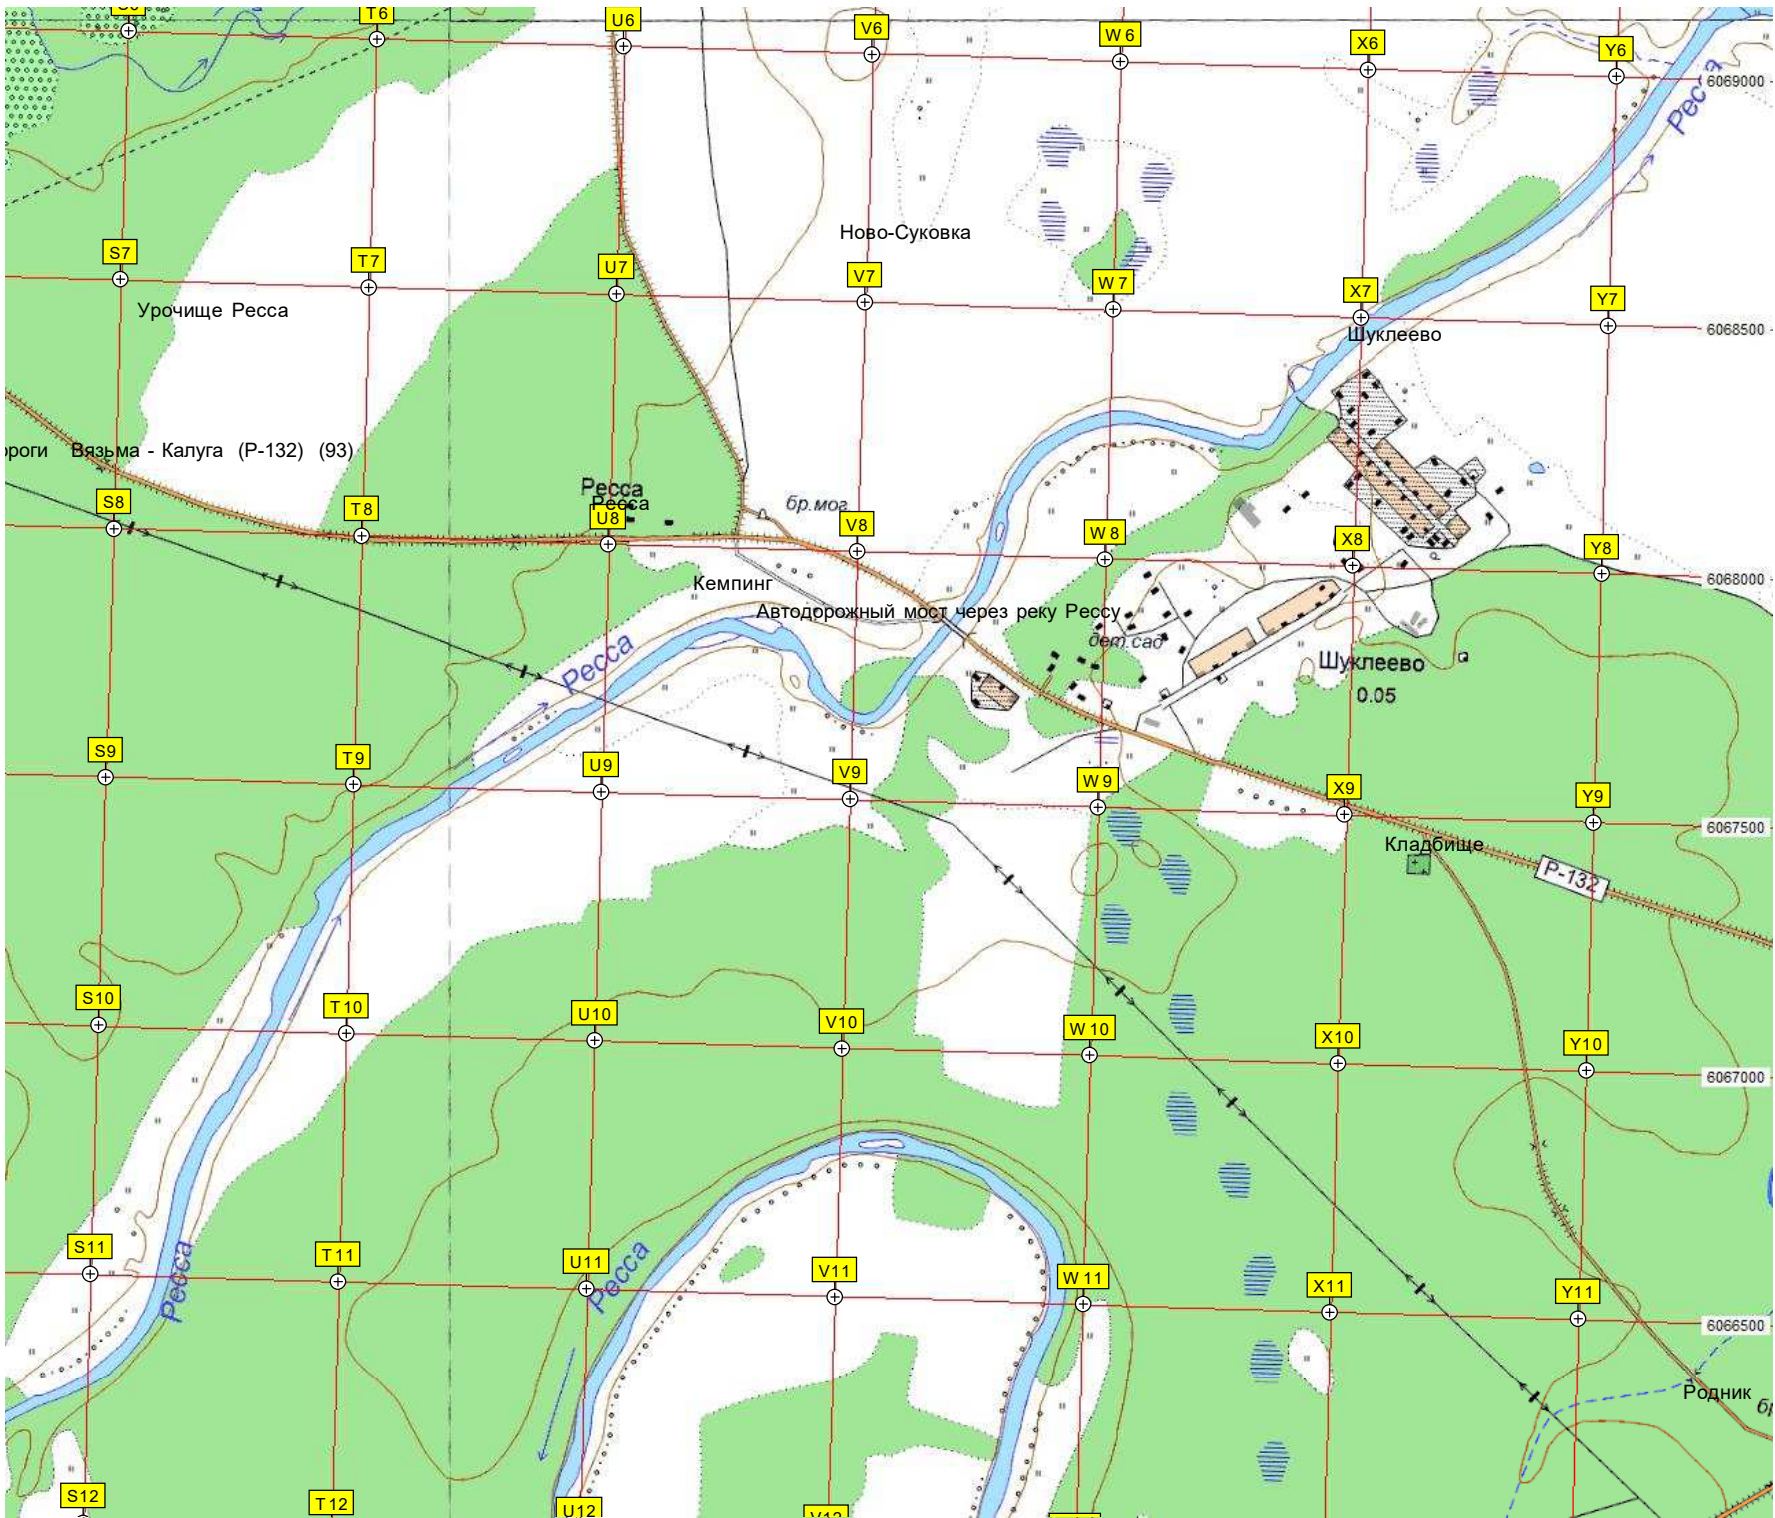 T6
U6
V6
W6
X6
Y6
6069000
Ресса
S7
T7
U7
Ново-Суковка
V7
W7
X7
Y7
Урочище Ресса
6068500
Шуклеево
Вязьма - Калуга (Р-132) (93)
Ресса
Ресса
бр.мог.
S8
T8
U8
V8
W8
X8
Y8
6068000
Кемпинг
Автодорожный мост через реку Рессу
дет.сад
Ресса
Шуклеево
0.05
S9
T9
U9
V9
W9
X9
Y9
6067500
Кладбище
Р-132
S10
T10
U10
V10
W10
X10
Y10
6067000
S11
T11
U11
V11
W11
X11
Y11
Ресса
Ресса
6066500
Родник
S12
T12
U12